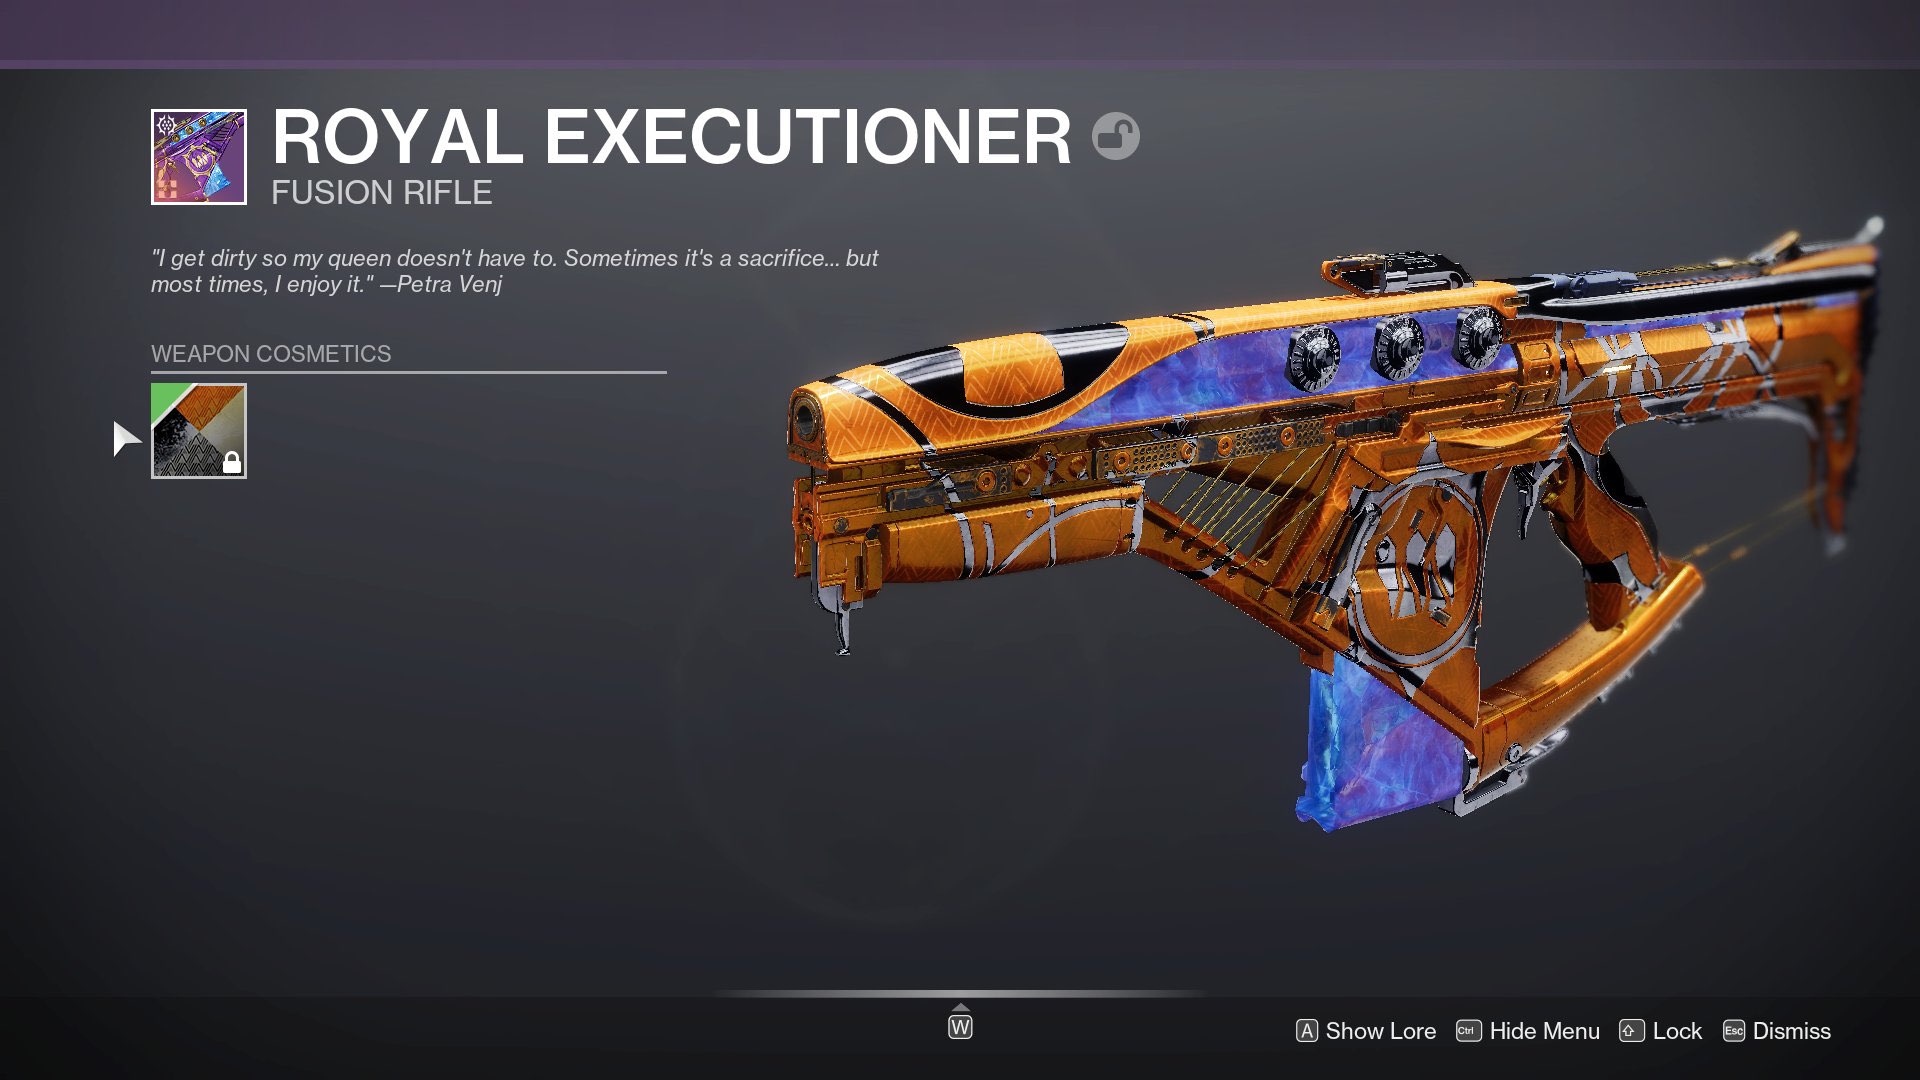 ROYAL EXECUTIONER
FUSION RIFLE
"I get dirty so my queen doesn't have to. Sometimes it's a sacrifice... but
most times, I enjoy it." —Petra Venj
WEAPON COSMETICS
W
A Show Lore Ctrl Hide Menu Lock Esc Dismiss